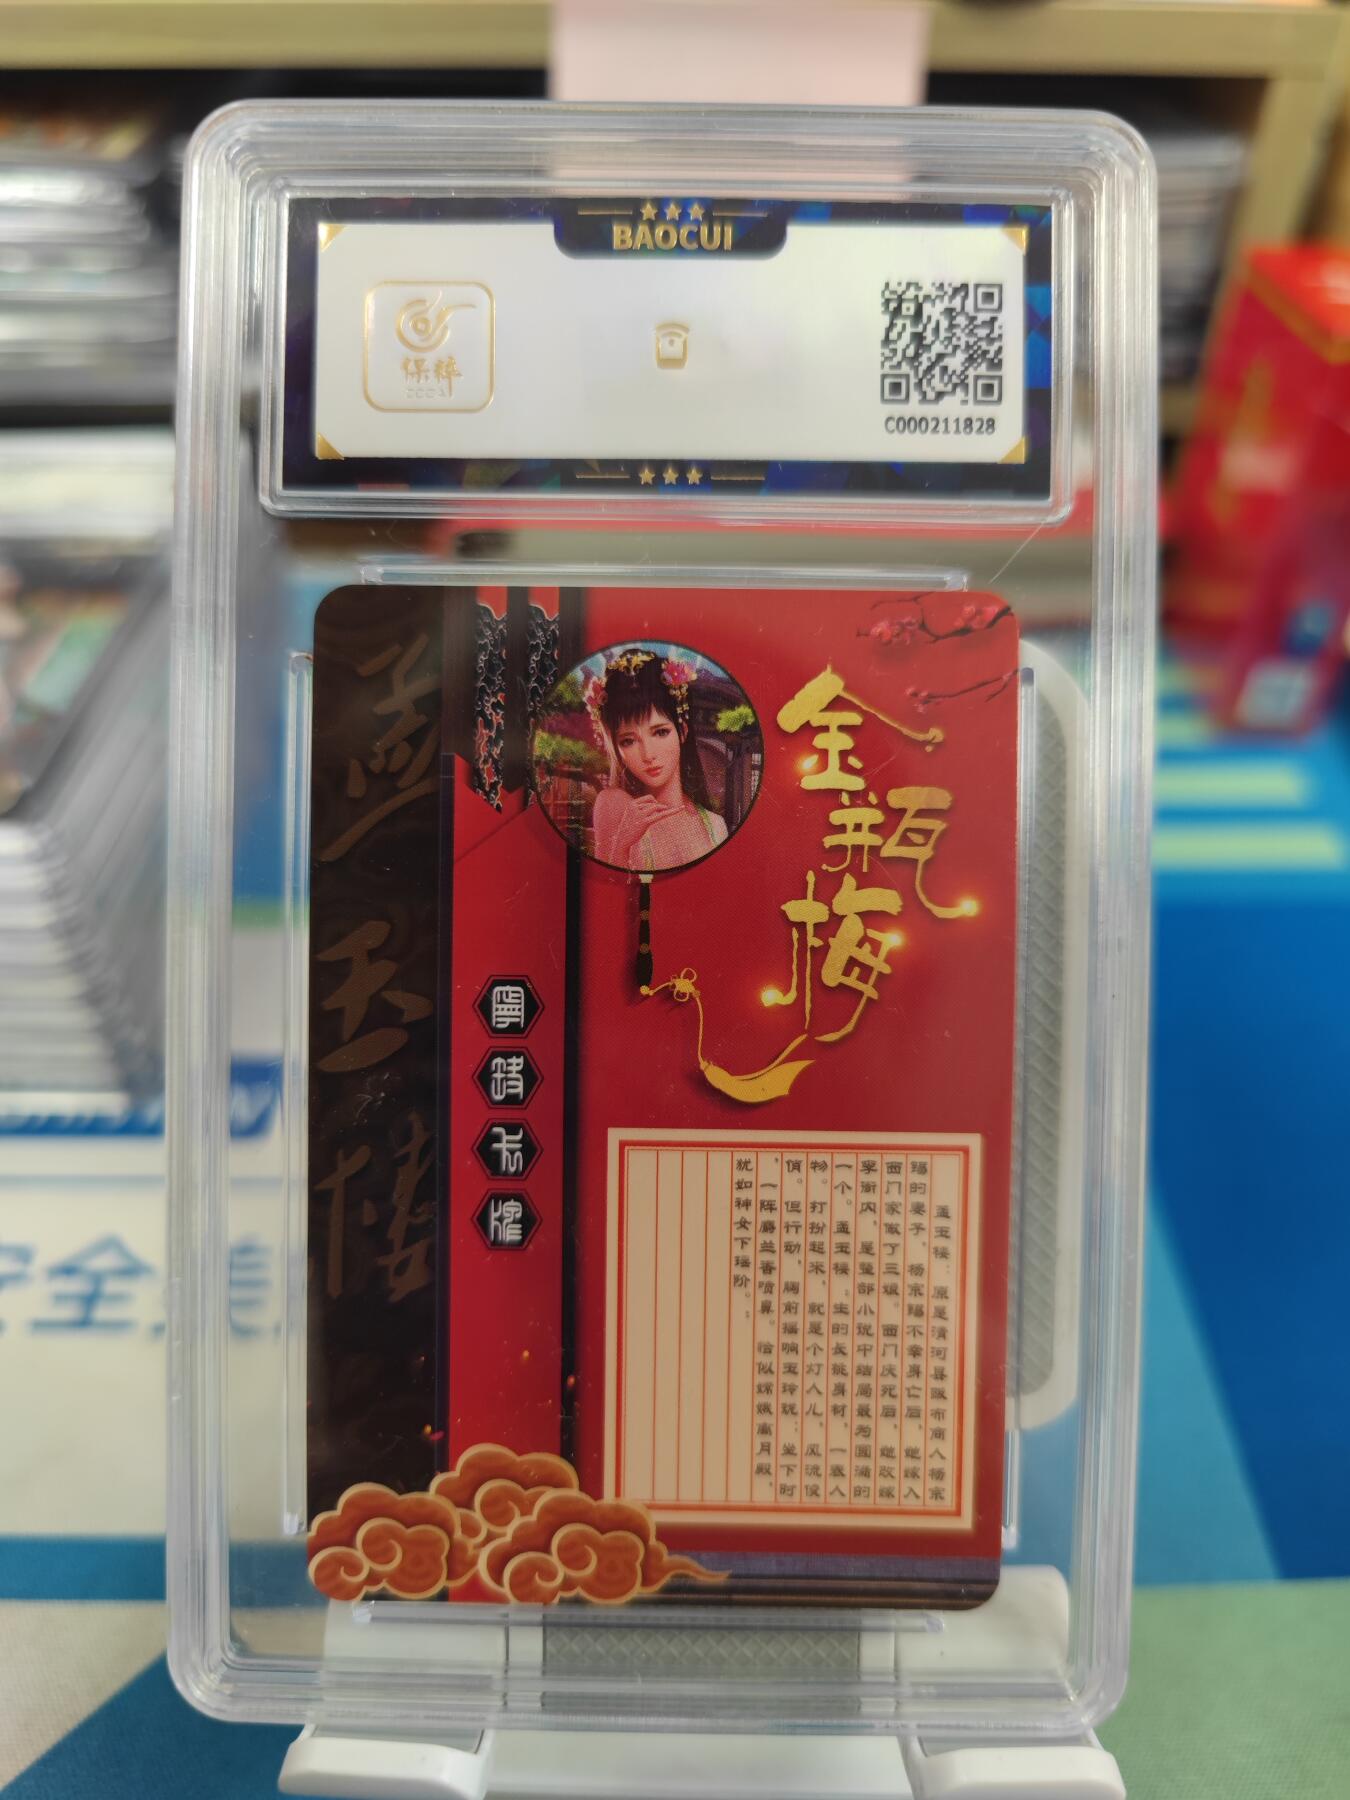 BAOCUI
保粹
C000211828
孟玉楼
金瓶梅
孟玉楼：原是清河县贩布商人杨宗
锡的妻子，杨宗锡不幸身亡后，她嫁入
西门家做了三娘。西门庆死后，她改嫁
李衙内，是整部小说中结局最为圆满的
一个。孟玉楼：生的长挑身材，一表人
物。打扮起来，就是个灯人儿，风流俊
俏。但行动，胸前摇响玉玲珑；坐下时
，一阵麝兰香喷鼻。恰似嫦娥离月殿，
犹如神女下瑶阶。；